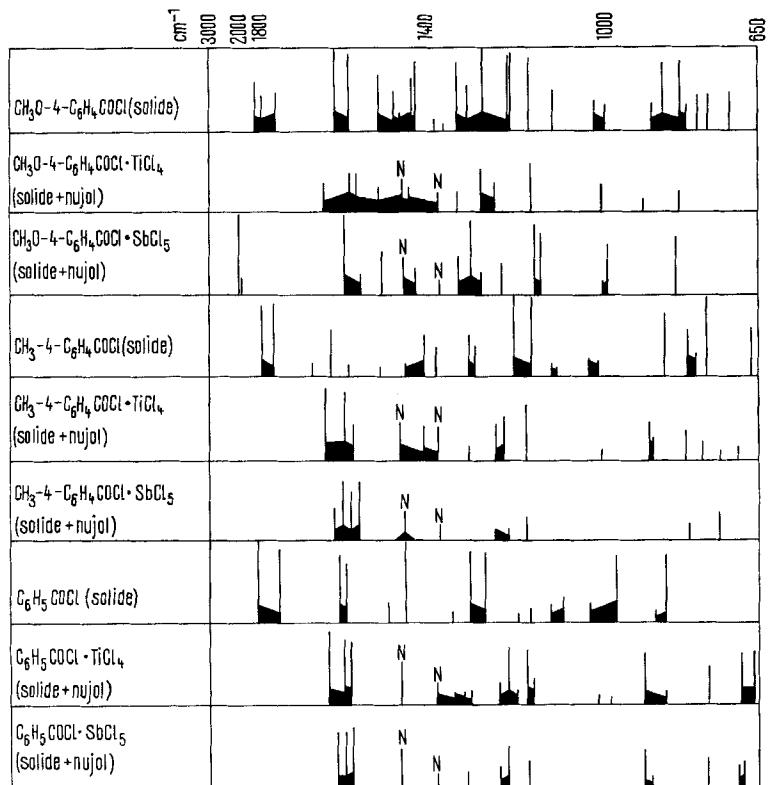 cm⁻¹ 3000 2000 1800 1400 1000 650
CH₃O-4-C₆H₄COCl (solide)
CH₃O-4-C₆H₄COCl·TiCl₄
(solide+nujol)
N N
CH₃O-4-C₆H₄COCl·SbCl₅
(solide+nujol)
N N
CH₃-4-C₆H₄COCl (solide)
CH₃-4-C₆H₄COCl·TiCl₄
(solide+nujol)
N N
CH₃-4-C₆H₄COCl·SbCl₅
(solide+nujol)
N N
C₆H₅COCl (solide)
C₆H₅COCl·TiCl₄
(solide+nujol)
N N
C₆H₅COCl·SbCl₅
(solide+nujol)
N N